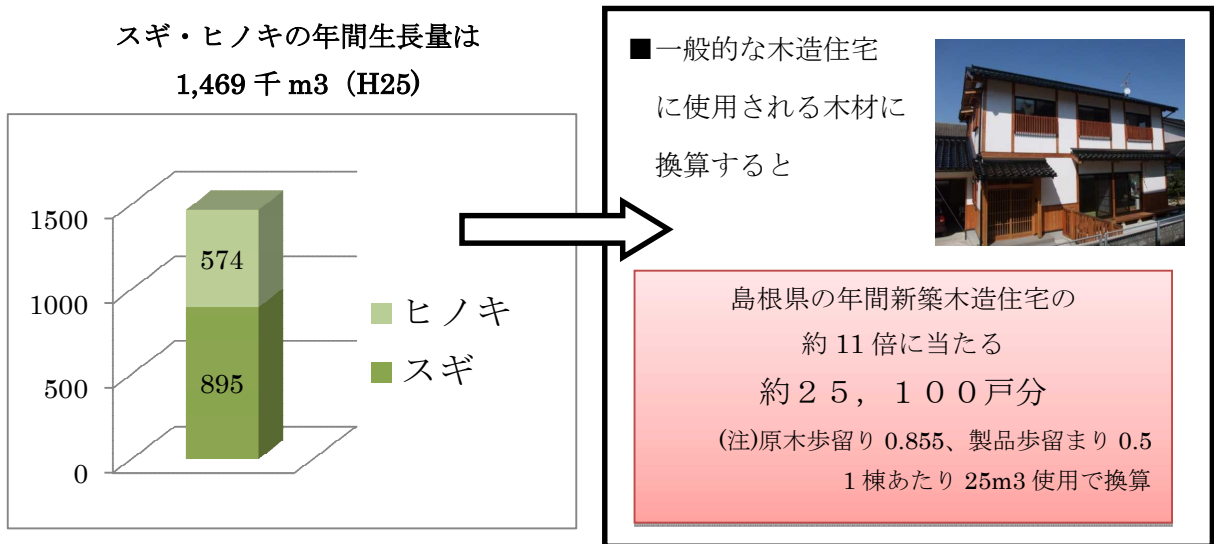 スギ・ヒノキの年間生長量は
1,469 千 m3（H25)
1500
1000
500
0
574
895
ヒノキ
スギ
■一般的な木造住宅
に使用される木材に
換算すると
島根県の年間新築木造住宅の
約 11 倍に当たる
約２５，１００戸分
(注)原木歩留り 0.855、製品歩留まり 0.5
１棟あたり 25m3 使用で換算